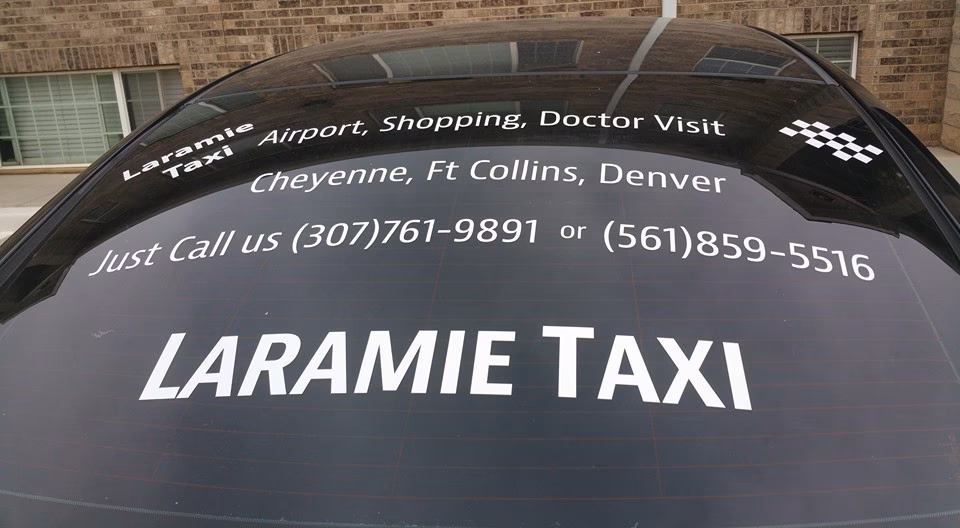 Laramie
Taxi
Airport, Shopping, Doctor Visit
Cheyenne, Ft Collins, Denver
Just Call us (307)761-9891 or (561)859-5516
LARAMIE TAXI